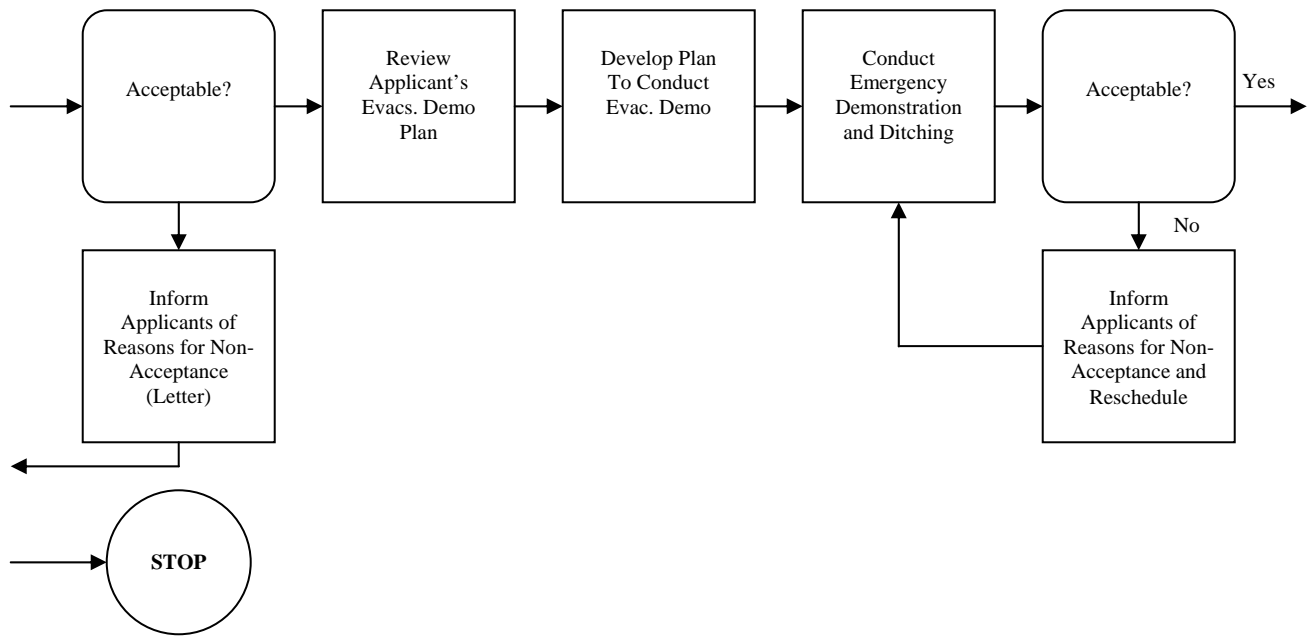 Acceptable?
Review
Applicant’s
Evacs. Demo
Plan
Develop Plan
To Conduct
Evac. Demo
Conduct
Emergency
Demonstration
and Ditching
Acceptable?
Yes
No
Inform
Applicants of
Reasons for Non-
Acceptance
(Letter)
Inform
Applicants of
Reasons for Non-
Acceptance and
Reschedule
STOP